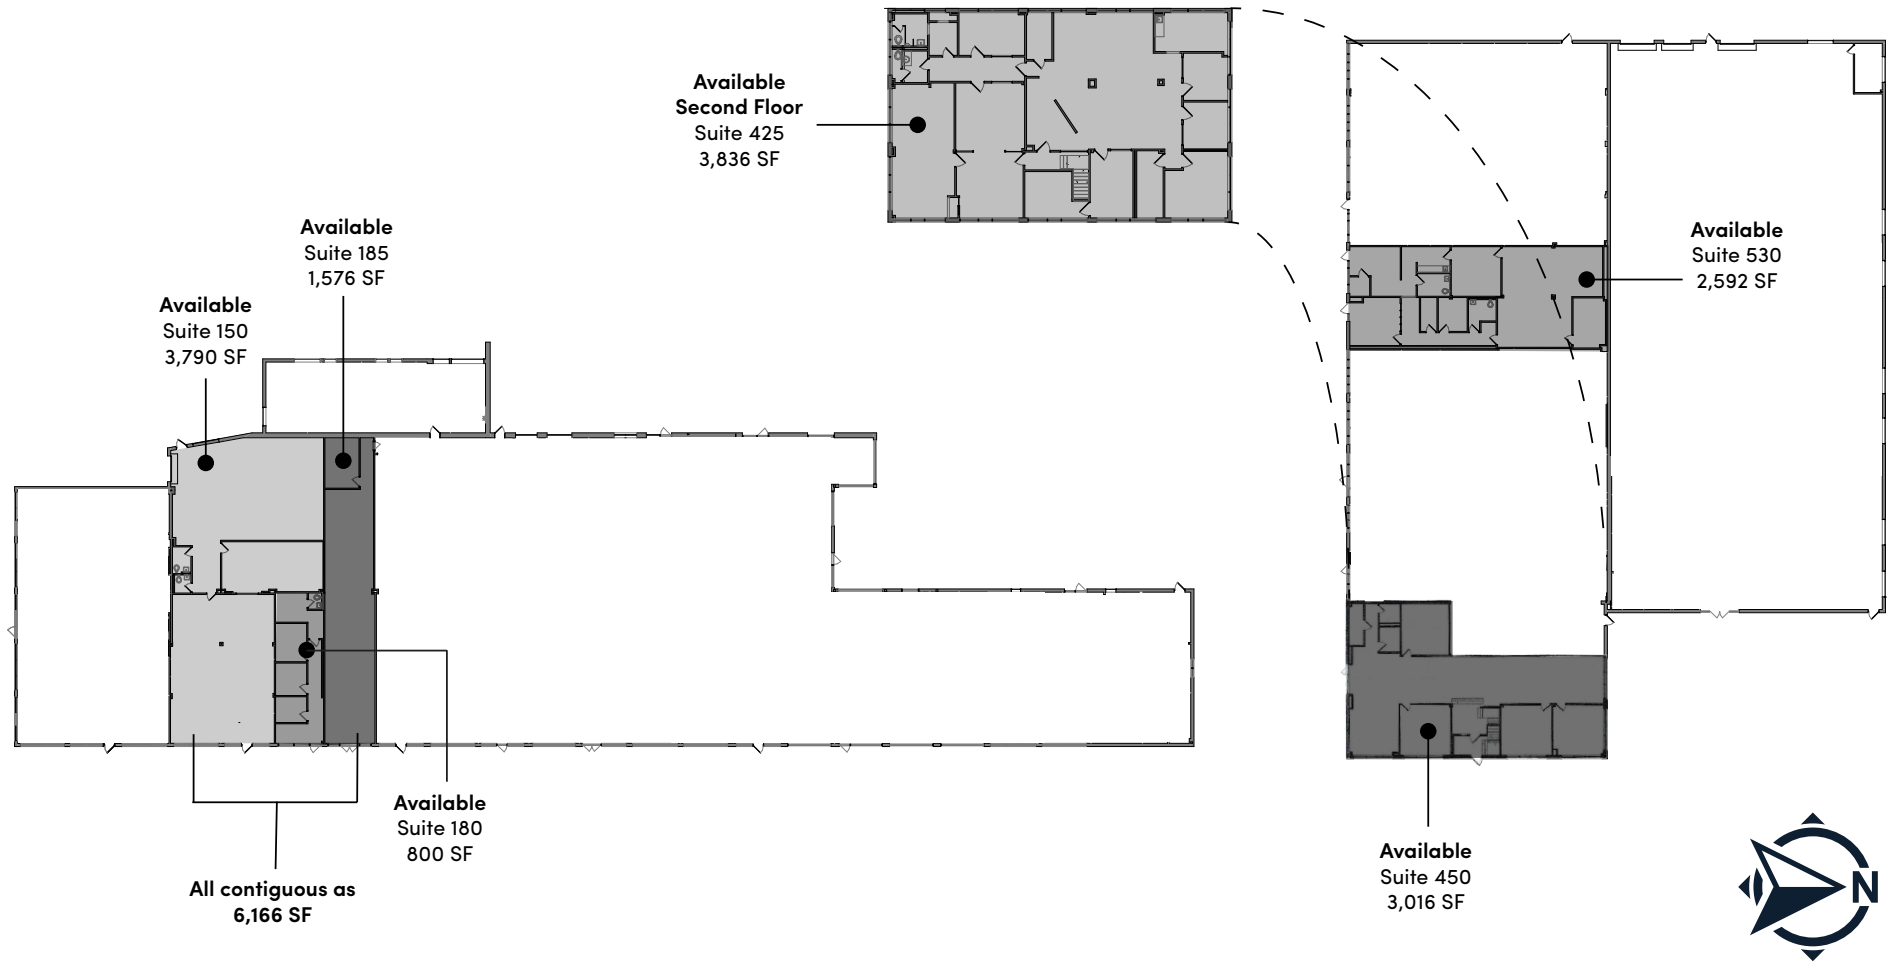 Available
Second Floor
Suite 425
3,836 SF
Available
Suite 185
1,576 SF
Available
Suite 150
3,790 SF
Available
Suite 530
2,592 SF
Available
Suite 180
800 SF
All contiguous as
6,166 SF
Available
Suite 450
3,016 SF
N